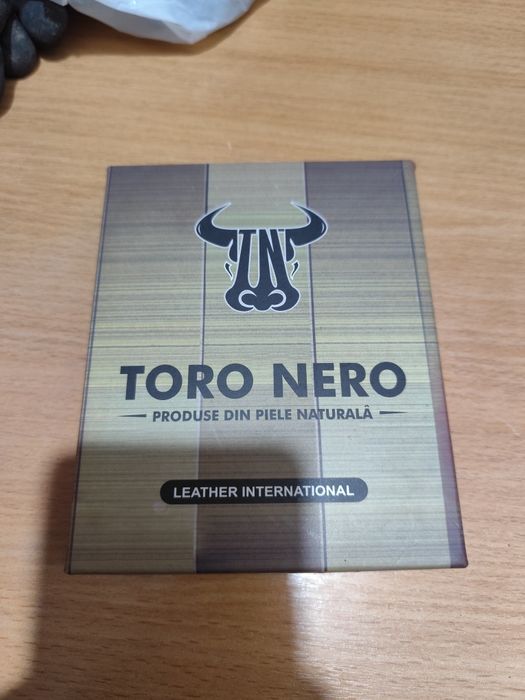 TN
TORO NERO
PRODUSE DIN PIELE NATURALĂ
LEATHER INTERNATIONAL